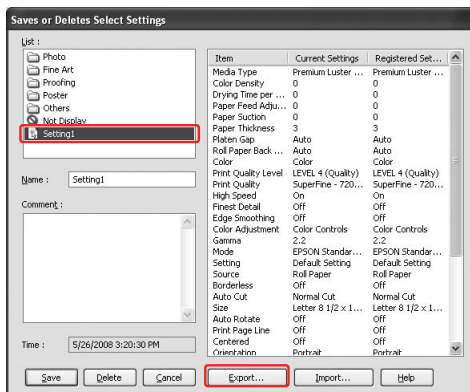 Saves or Deletes Select Settings
List :
Photo
Fine Art
Proofing
Poster
Others
Not Display
Setting1
Name : Setting1
Comment :
Time : 5/26/2008 3:20:30 PM
Item Current Settings Registered Set...
Media Type Premium Luster ... Premium Luster ...
Color Density 0 0
Drying Time per ... 0 0
Paper Feed Adju... 0 0
Paper Suction 0 0
Paper Thickness 3 3
Platen Gap Auto Auto
Roll Paper Back ... Auto Auto
Color Color Color
Print Quality Level LEVEL 4 (Quality) LEVEL 4 (Quality)
Print Quality SuperFine - 720... SuperFine - 720...
High Speed On On
Finest Detail Off Off
Edge Smoothing Off Off
Color Adjustment Color Controls Color Controls
Gamma 2.2 2.2
Mode EPSON Standar... EPSON Standar...
Setting Default Setting Default Setting
Source Roll Paper Roll Paper
Borderless Off Off
Auto Cut Normal Cut Normal Cut
Size Letter 8 1/2 x 1... Letter 8 1/2 x 1...
Auto Rotate Off Off
Print Page Line Off Off
Centered Off Off
Orientation Portrait Portrait
Save Delete Cancel Export... Import... Help